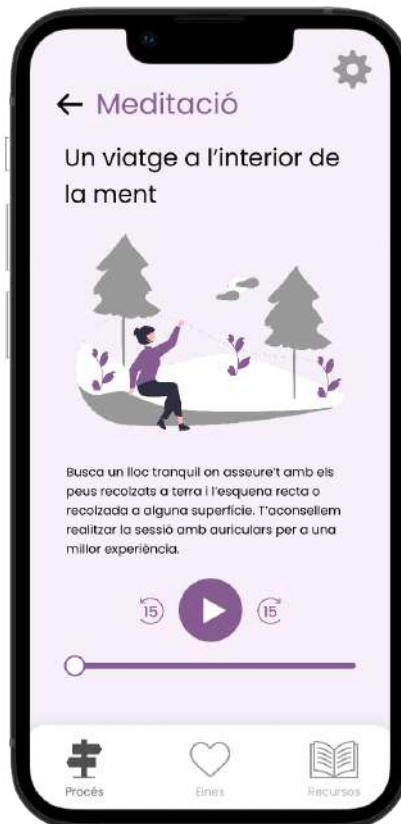 Meditació
Un viatge a l'interior de
la ment
Busca un lloc tranquil on asseure't amb els
peus recolzats a terra i l'esquena recta o
recolzada a alguna superfície. T'aconsellem
realitzar la sessió amb auriculars per a una
millor experiència.
15 15
Procés Eines Recursos